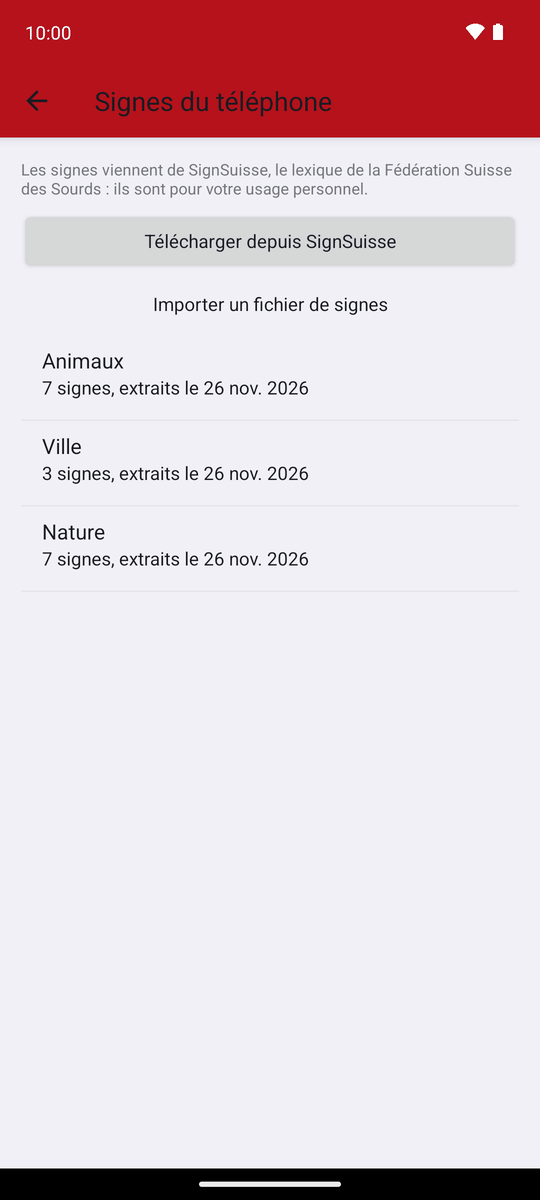 10:00
Signes du téléphone
Les signes viennent de SignSuisse, le lexique de la Fédération Suisse
des Sourds : ils sont pour votre usage personnel.
Télécharger depuis SignSuisse
Importer un fichier de signes
Animaux
7 signes, extraits le 26 nov. 2026
Ville
3 signes, extraits le 26 nov. 2026
Nature
7 signes, extraits le 26 nov. 2026